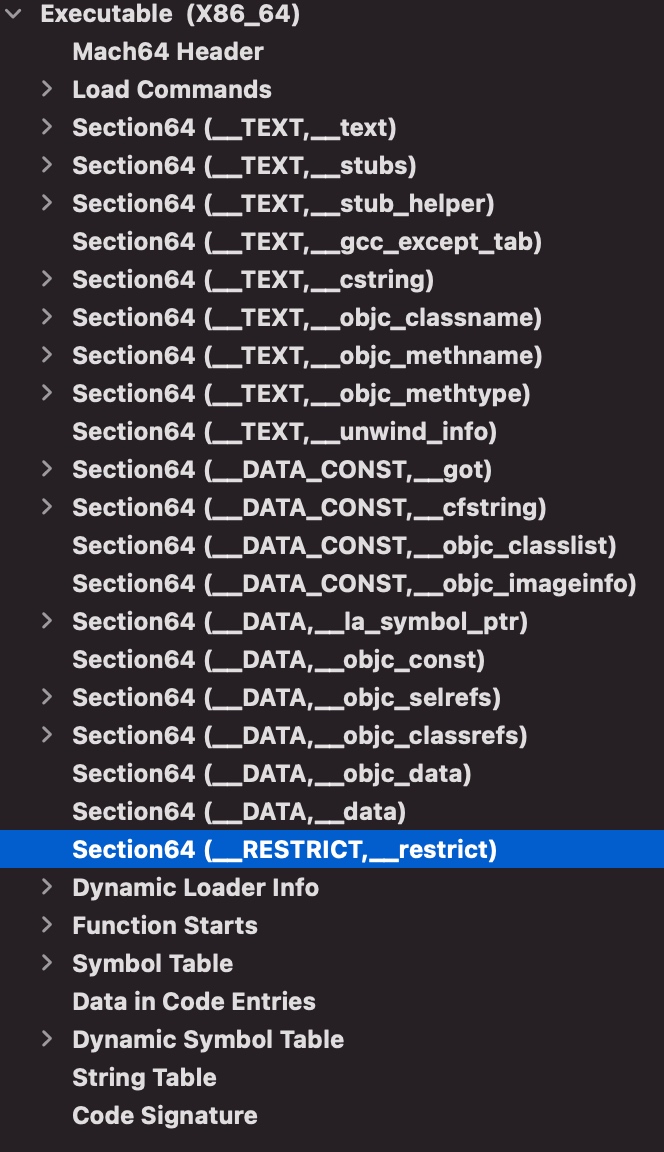 Executable (X86_64)
Mach64 Header
Load Commands
Section64 (__TEXT,__text)
Section64 (__TEXT,__stubs)
Section64 (__TEXT,__stub_helper)
Section64 (__TEXT,__gcc_except_tab)
Section64 (__TEXT,__cstring)
Section64 (__TEXT,__objc_classname)
Section64 (__TEXT,__objc_methname)
Section64 (__TEXT,__objc_methtype)
Section64 (__TEXT,__unwind_info)
Section64 (__DATA_CONST,__got)
Section64 (__DATA_CONST,__cfstring)
Section64 (__DATA_CONST,__objc_classlist)
Section64 (__DATA_CONST,__objc_imageinfo)
Section64 (__DATA,__la_symbol_ptr)
Section64 (__DATA,__objc_const)
Section64 (__DATA,__objc_selrefs)
Section64 (__DATA,__objc_classrefs)
Section64 (__DATA,__objc_data)
Section64 (__DATA,__data)
Section64 (__RESTRICT,__restrict)
Dynamic Loader Info
Function Starts
Symbol Table
Data in Code Entries
Dynamic Symbol Table
String Table
Code Signature